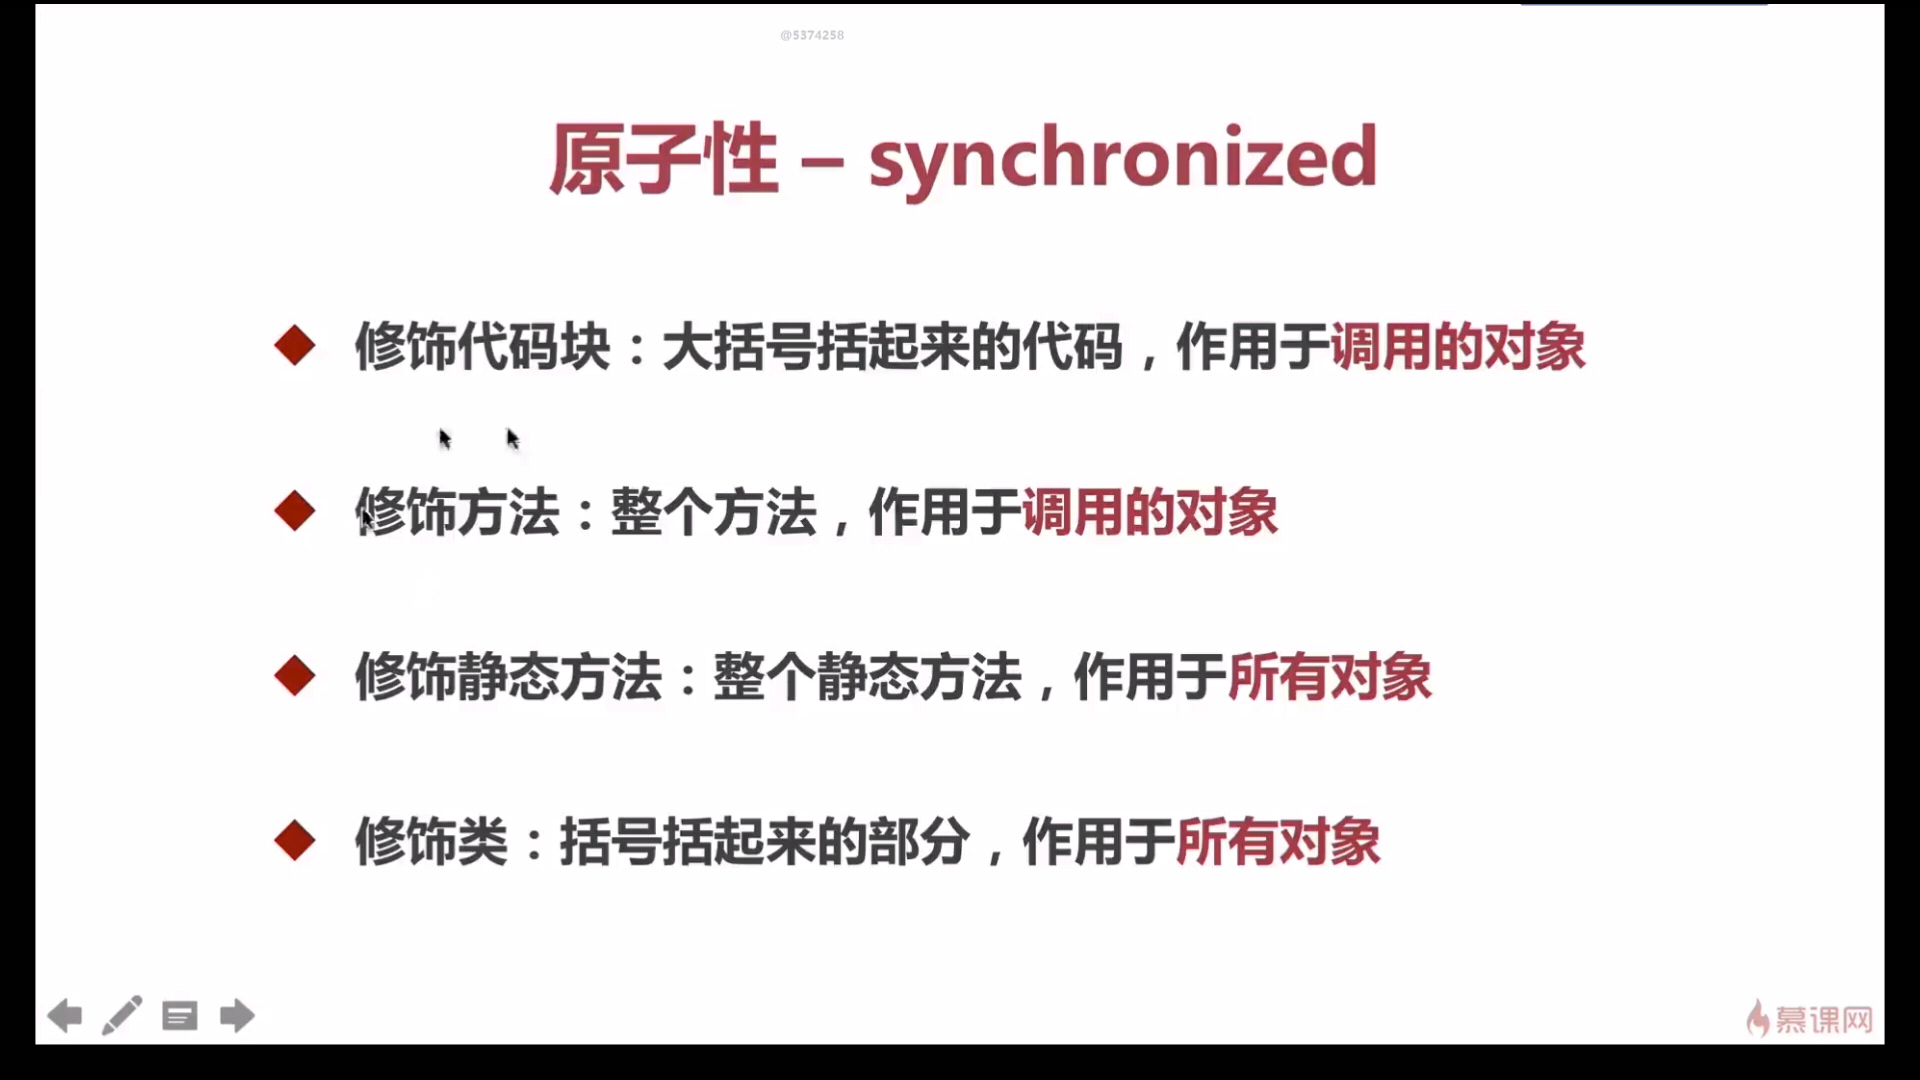 @5374258
原子性 – synchronized
修饰代码块：大括号括起来的代码，作用于调用的对象
修饰方法：整个方法，作用于调用的对象
修饰静态方法：整个静态方法，作用于所有对象
修饰类：括号括起来的部分，作用于所有对象
慕课网